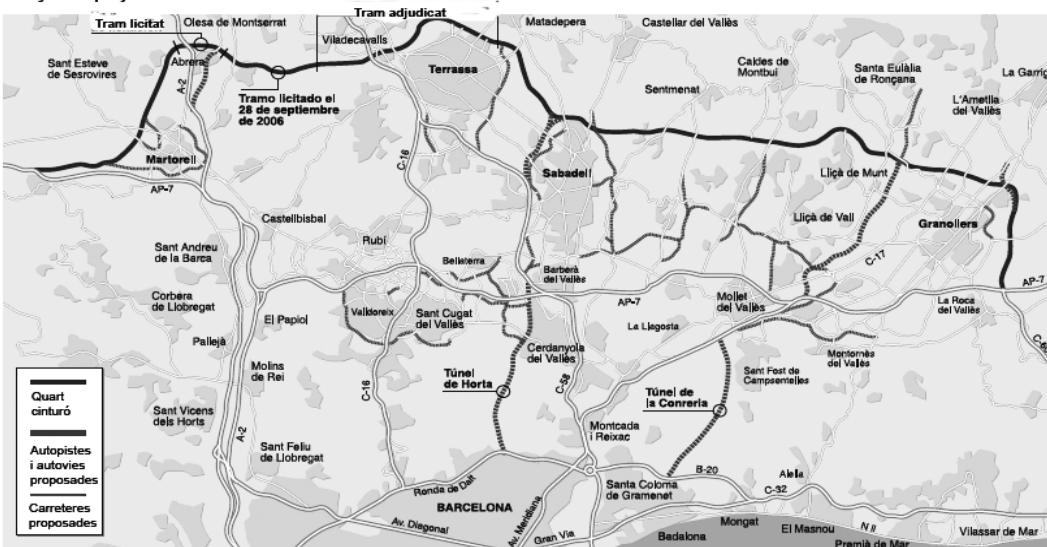 Tram licitat
Olesa de Montserrat
Tram adjudicat
Matadepera
Castellar del Vallès
Viladecavalls
Sant Esteve
de Sesrovires
Abrera
A-2
Terrassa
Caldes de
Montbui
Santa Eulàlia
de Ronçana
La Garrig
Tramo licitado el
28 de septiembre
de 2006
Sentmenat
L'Ametlla
del Vallès
Martorell
C-16
Sabadell
AP-7
Lliçà de Munt
Castellbisbal
Lliçà de Vall
Granollers
Rubí
Sant Andreu
de la Barca
Bellaterra
Barberà
del Vallès
C-17
AP-7
Corbera
de Llobregat
El Papiol
Valldoreix
Sant Cugat
del Vallès
AP-7
Mollet
del Vallès
La Roca
del Vallès
La Llagosta
Pallejà
Cerdanyola
del Vallès
Montornès
del Vallès
Molins
de Rei
C-16
Túnel
de Horta
C-58
Túnel de
la Conreria
Sant Fost de
Campsentelles
Quart
cinturó
Autopistes
i autovies
proposades
Carreteres
proposades
Sant Vicens
dels Horts
A-2
Montcada
i Reixac
Sant Feliu
de Llobregat
B-20
Alella
Ronda de Dalt
Santa Coloma
de Gramenet
C-32
BARCELONA
Av. Diagonal
Av. Meridiana
Gran Via
Badalona
Mongat
El Masnou
N II
Premià de Mar
Vilassar de Mar